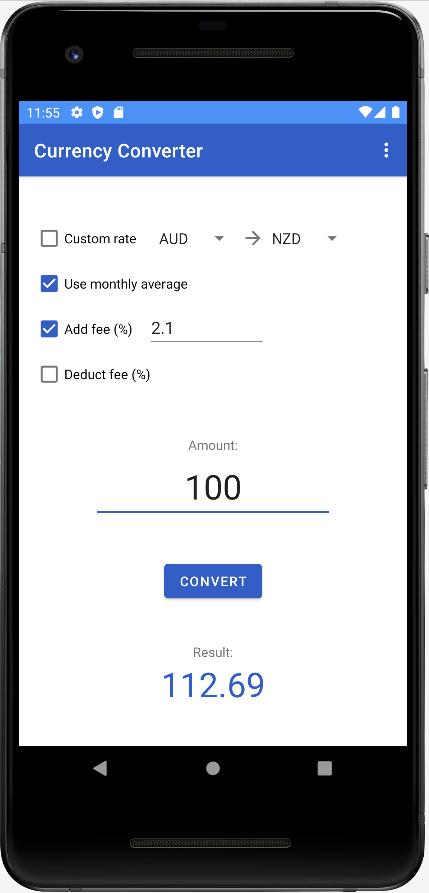 11:55
Currency Converter
Custom rate AUD NZD
Use monthly average
Add fee (%) 2.1
Deduct fee (%)
Amount:
100
CONVERT
Result:
112.69